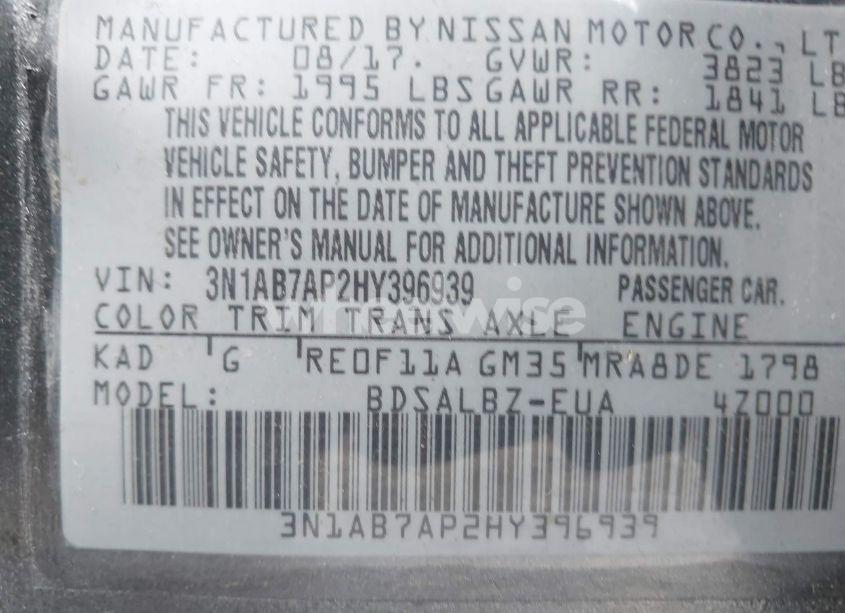 MANUFACTURED BY NISSAN MOTOR CO., LT
DATE: 08/17. GVWR: 3823 LB
GAWR FR: 1995 LBS GAWR RR: 1841 LB
THIS VEHICLE CONFORMS TO ALL APPLICABLE FEDERAL MOTOR
VEHICLE SAFETY, BUMPER AND THEFT PREVENTION STANDARDS
IN EFFECT ON THE DATE OF MANUFACTURE SHOWN ABOVE.
SEE OWNER'S MANUAL FOR ADDITIONAL INFORMATION.
VIN: 3N1AB7AP2HY396939 PASSENGER CAR.
COLOR TRIM TRANS AXLE ENGINE
KAD G RE0F11A GM35 MRA8DE 1798
MODEL: BDSALBZ-EUA 4Z000
3N1AB7AP2HY396939